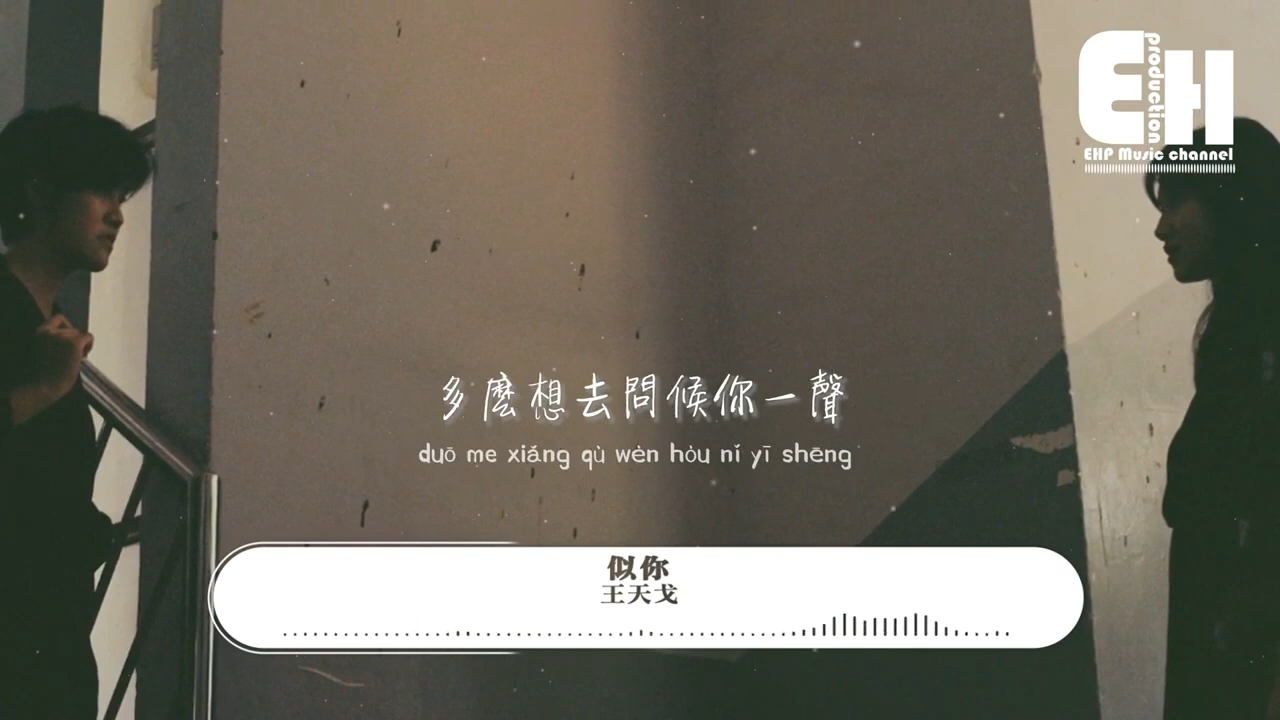 EH
production
EHP Music channel
多麼想去問候你一聲
duō me xiǎng qù wèn hòu nǐ yī shēng
似你
王天戈